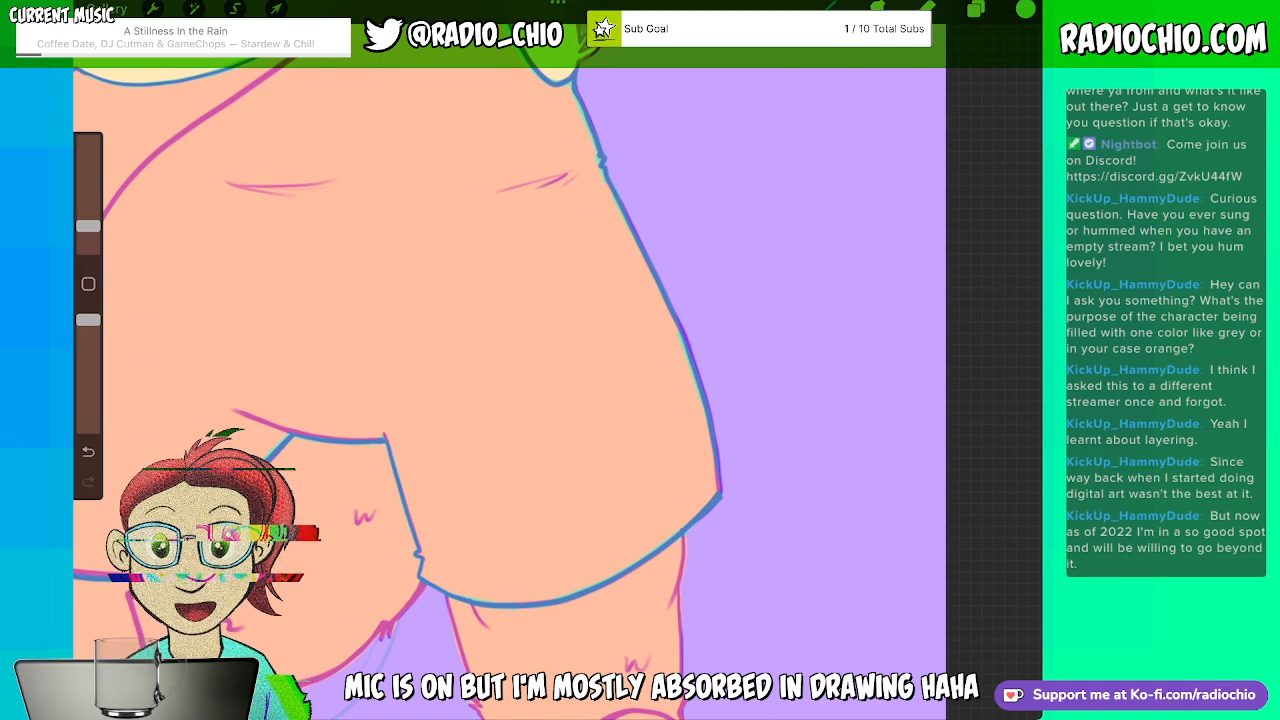 CURRENT MUSIC
A Stillness In the Rain
Coffee Date, DJ Cutman & GameChops — Stardew & Chill
@RADIO_CHIO
Sub Goal
1 / 10 Total Subs
RADIOCHIO.COM
where ya from and what's it like
out there? Just a get to know
you question if that's okay.
Nightbot: Come join us
on Discord!
https://discord.gg/ZvkU44fW
KickUp_HammyDude: Curious
question. Have you ever sung
or hummed when you have an
empty stream? I bet you hum
lovely!
KickUp_HammyDude: Hey can
I ask you something? What's the
purpose of the character being
filled with one color like grey or
in your case orange?
KickUp_HammyDude: I think I
asked this to a different
streamer once and forgot.
KickUp_HammyDude: Yeah I
learnt about layering.
KickUp_HammyDude: Since
way back when I started doing
digital art wasn't the best at it.
KickUp_HammyDude: But now
as of 2022 I'm in a so good spot
and will be willing to go beyond
it.
MIC IS ON BUT I'M MOSTLY ABSORBED IN DRAWING HAHA
Support me at Ko-fi.com/radiochio